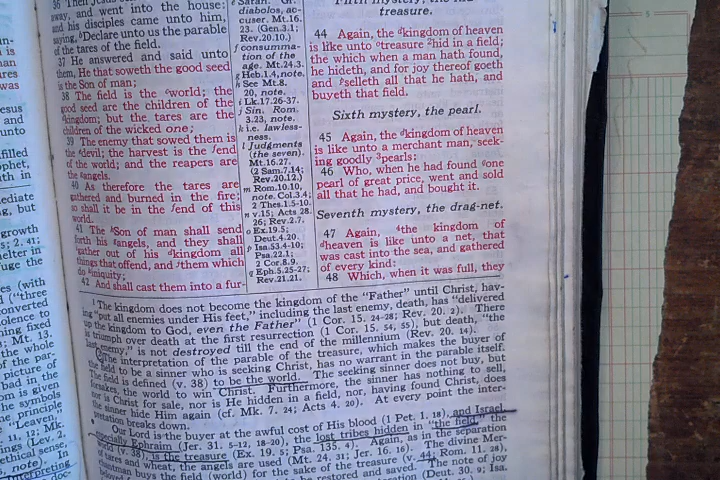 36 Then Jesus
away, and went into the house:
and his disciples came unto him,
saying, Declare unto us the parable
of the tares of the field.
37 He answered and said unto
them, He that soweth the good seed
is the Son of man;
38 The field is the world; the
good seed are the children of the
kingdom; but the tares are the
children of the wicked one;
39 The enemy that sowed them is
the devil; the harvest is the end
of the world; and the reapers are
the angels.
40 As therefore the tares are
gathered and burned in the fire;
so shall it be in the end of this
world.
41 The Son of man shall send
forth his angels, and they shall
gather out of his kingdom all
things that offend, and them which
do iniquity;
42 And shall cast them into a fur-
e Satan. Gr.
diabolos, ac-
cuser. Mt.16.
23. (Gen.3.1;
Rev.20.10.)
f consumma-
tion of the
age. Mt.24.3.
g Heb.1.4, note.
h See Mt.8.
20, note.
i Lk.17.26-37.
j Sin. Rom.
3.23, note.
k i.e. lawless-
ness.
l Judgments
(the seven).
Mt.16.27.
(2 Sam.7.14;
Rev.20.12.)
m Rom.10.10,
note. Col.3.4;
2 Thes.1.5-10.
n v.15; Acts 28.
26; Rev.2.7.
o Ex.19.5;
Deut.4.20.
p Isa.53.4-10;
Psa.22.1;
2 Cor.8.9.
q Eph.5.25-27;
Rev.21.21.
treasure.
44 Again, the kingdom of heaven
is like unto treasure hid in a field;
the which when a man hath found,
he hideth, and for joy thereof goeth
and selleth all that he hath, and
buyeth that field.
Sixth mystery, the pearl.
45 Again, the kingdom of heaven
is like unto a merchant man, seek-
ing goodly pearls:
46 Who, when he had found one
pearl of great price, went and sold
all that he had, and bought it.
Seventh mystery, the drag-net.
47 Again, the kingdom of
heaven is like unto a net, that
was cast into the sea, and gathered
of every kind:
48 Which, when it was full, they
1 The kingdom does not become the kingdom of the "Father" until Christ, hav-
ing "put all enemies under His feet," including the last enemy, death, has "delivered
up the kingdom to God, even the Father" (1 Cor. 15. 24-28; Rev. 20. 2). There
is triumph over death at the first resurrection (1 Cor. 15. 54, 55), but death, "the
last enemy," is not destroyed till the end of the millennium (Rev. 20. 14).
The interpretation of the parable of the treasure, which makes the buyer of
the field to be a sinner who is seeking Christ, has no warrant in the parable itself.
The field is defined (v. 38) to be the world. The seeking sinner does not buy, but
forsakes, the world to win Christ. Furthermore, the sinner has nothing to sell,
nor is Christ for sale, nor is He hidden in a field, nor, having found Christ, does
the sinner hide Him again (cf. Mk. 7. 24; Acts 4. 20). At every point the inter-
pretation breaks down.
Our Lord is the buyer at the awful cost of His blood (1 Pet. 1. 18), and Israel,
especially Ephraim (Jer. 31. 5-12, 18-20), the lost tribes hidden in "the field," the
world (v. 38), is the treasure (Ex. 19. 5; Psa. 135. 4). Again, as in the separation
of tares and wheat, the angels are used (Mt. 24. 31; Jer. 16. 16). The divine Mer-
chantman buys the field (world) for the sake of the treasure (v. 44; Rom. 11. 28),
to be restored and saved. The note of joy
(Deut. 30. 9; Isa.